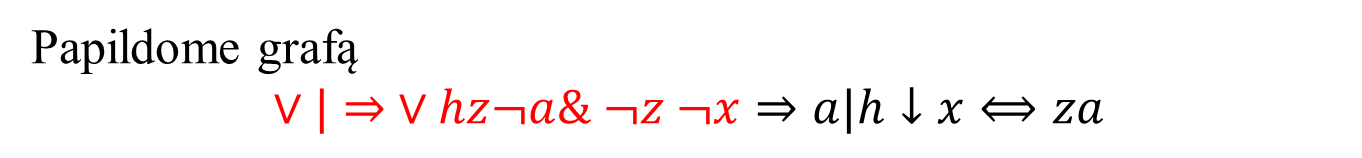 Papildome grafą
∨ | ⇒ ∨ hz¬a& ¬z ¬x ⇒ a|h ↓ x ⟺ za